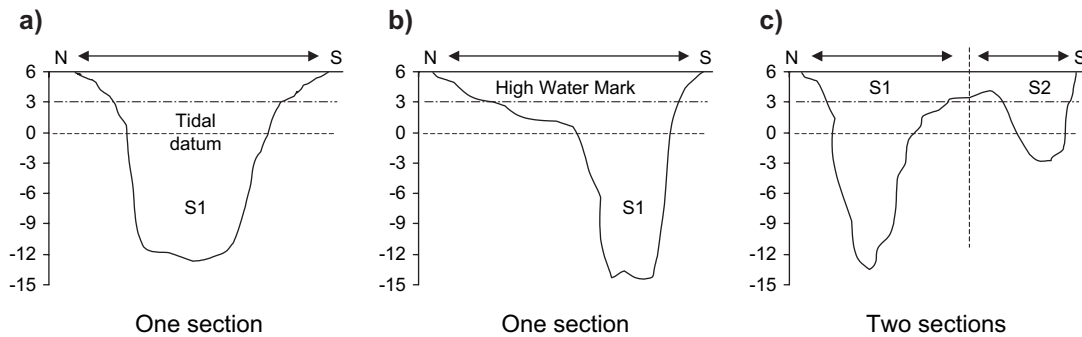 a)
N S
6
3
0
-3
-6
-9
-12
-15
Tidal
datum
S1
One section
b)
N S
6
3
0
-3
-6
-9
-12
-15
High Water Mark
S1
One section
c)
N S
6
3
0
-3
-6
-9
-12
-15
S1 S2
Two sections